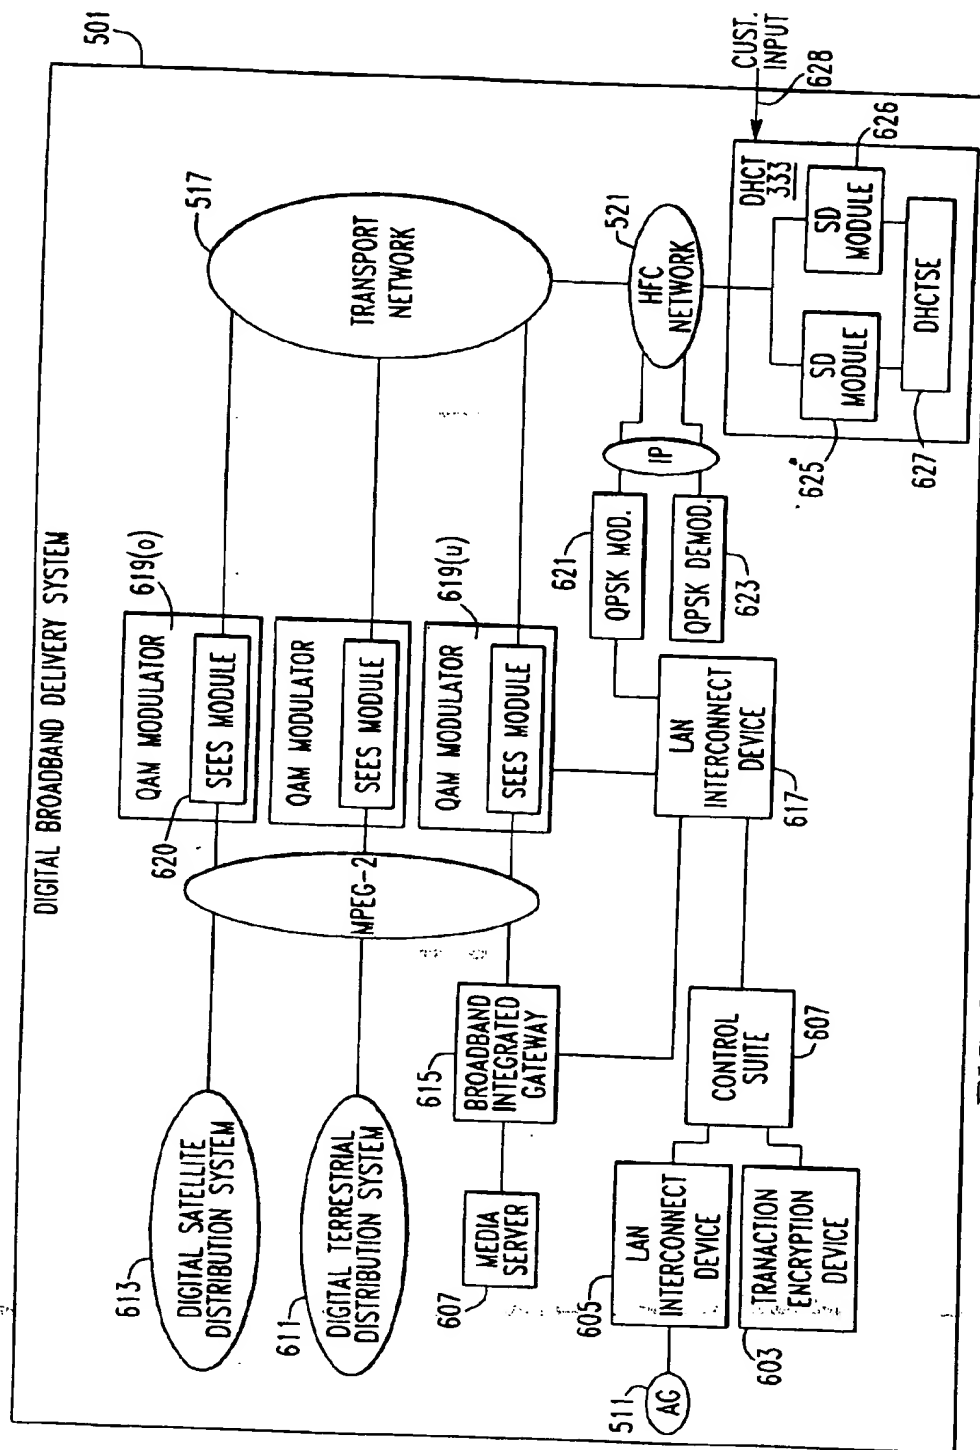 DIGITAL BROADBAND DELIVERY SYSTEM
501
613
DIGITAL SATELLITE
DISTRIBUTION SYSTEM
611
DIGITAL TERRESTRIAL
DISTRIBUTION SYSTEM
MPEG-2
620
QAM MODULATOR
SEES MODULE
619(o)
QAM MODULATOR
SEES MODULE
QAM MODULATOR
SEES MODULE
619(u)
TRANSPORT
NETWORK
517
607
MEDIA
SERVER
615
BROADBAND
INTEGRATED
GATEWAY
511
AG
605
LAN
INTERCONNECT
DEVICE
603
TRANACTION
ENCRYPTION
DEVICE
CONTROL
SUITE
607
LAN
INTERCONNECT
DEVICE
617
621
QPSK MOD.
QPSK DEMOD.
623
IP
HFC
NETWORK
521
DHCT
333
CUST.
INPUT
628
SD
MODULE
625
SD
MODULE
626
DHCTSE
627